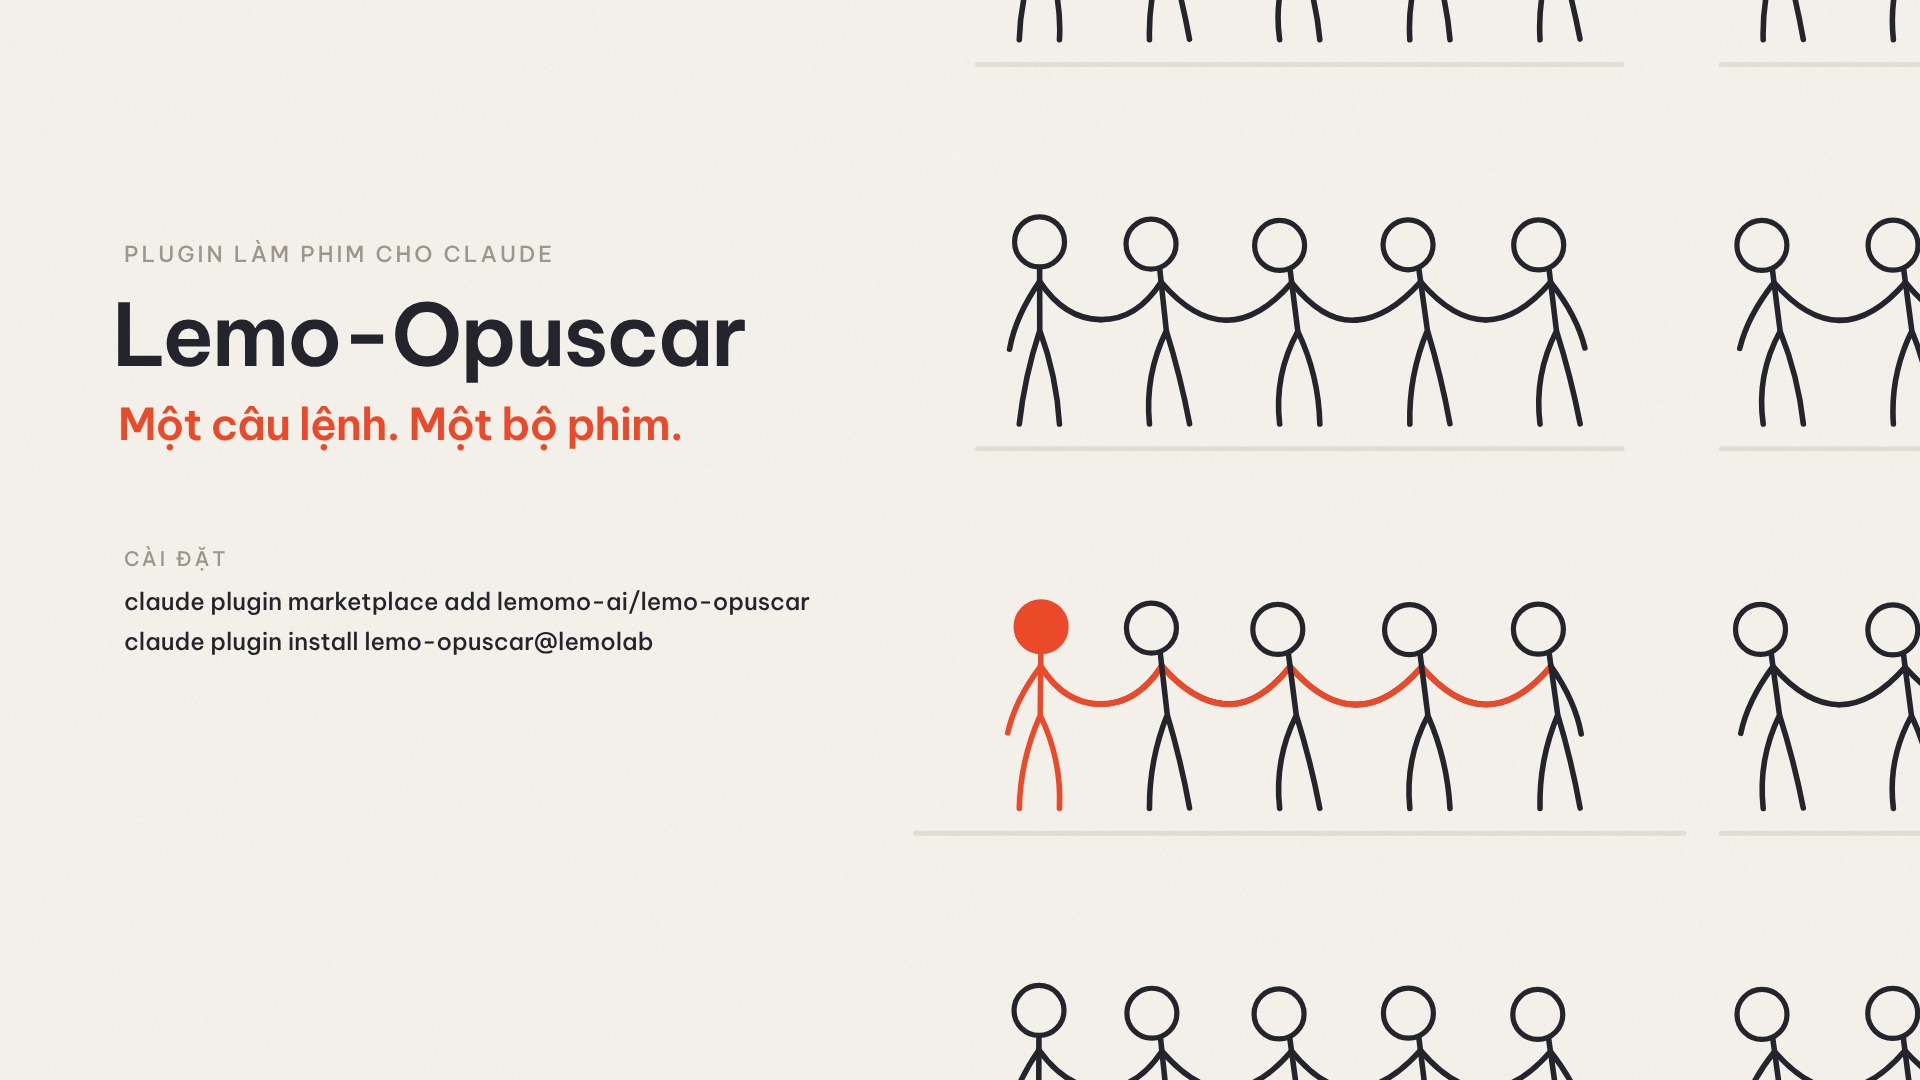 PLUGIN LÀM PHIM CHO CLAUDE
Lemo-Opuscar
Một câu lệnh. Một bộ phim.
CÀI ĐẶT
claude plugin marketplace add lemomo-ai/lemo-opuscar
claude plugin install lemo-opuscar@lemolab